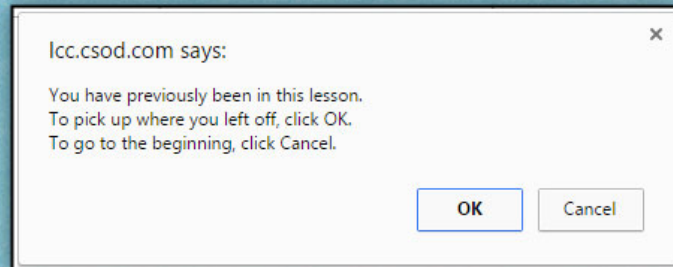 lcc.csod.com says:
You have previously been in this lesson.
To pick up where you left off, click OK.
To go to the beginning, click Cancel.
OK
Cancel